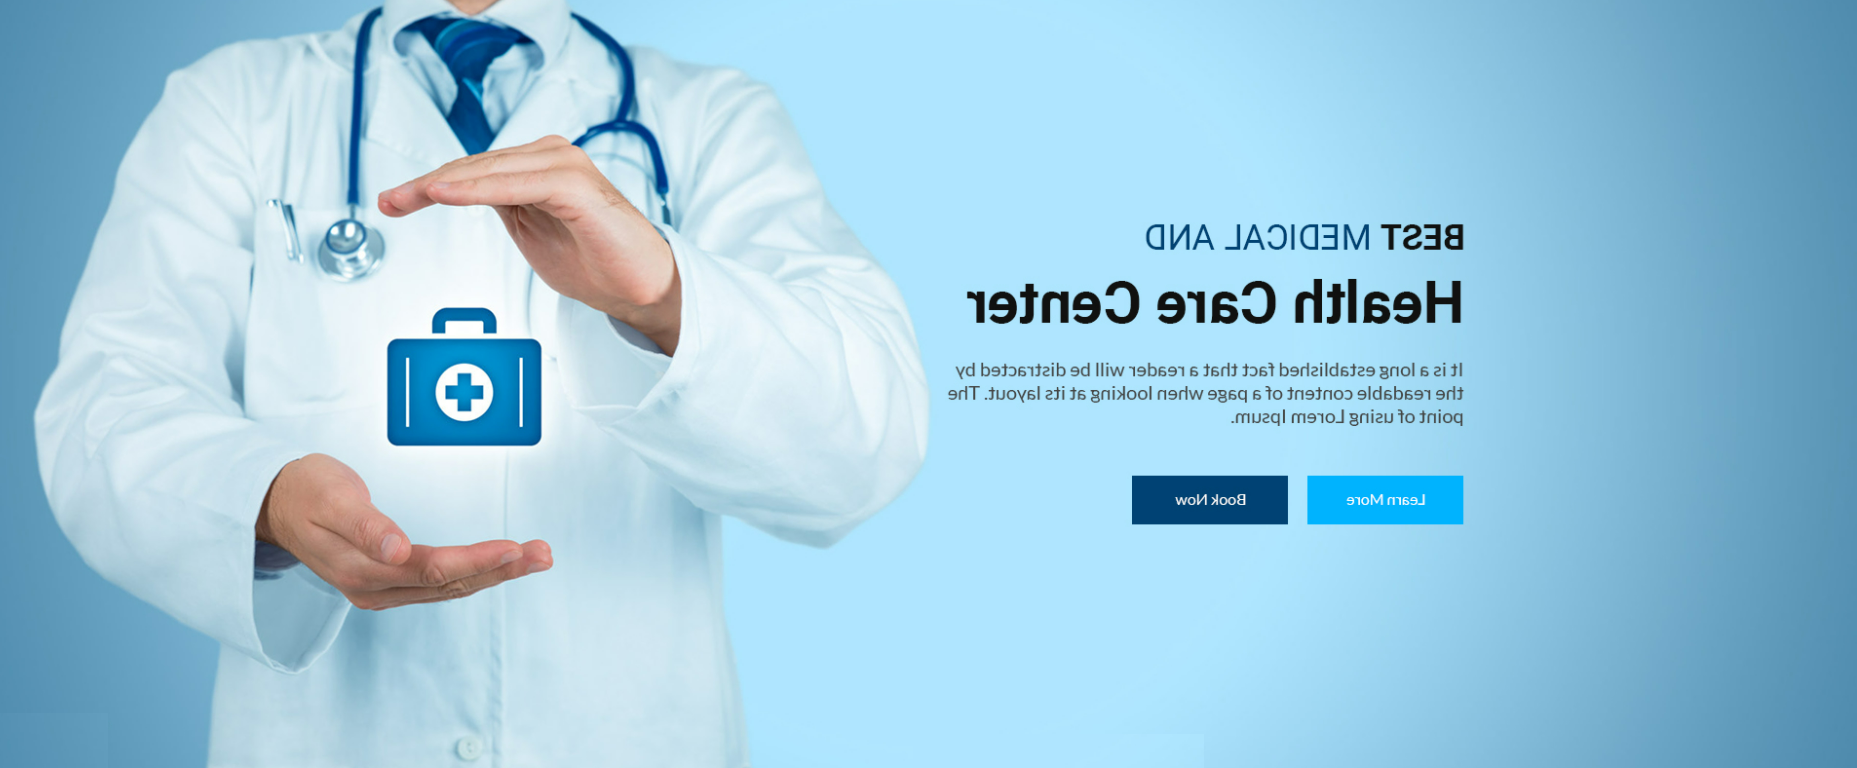 BEST MEDICAL AND
Health Care Center
It is a long established fact that a reader will be distracted by
the readable content of a page when looking at its layout. The
point of using Lorem Ipsum.
Learn More
Book Now